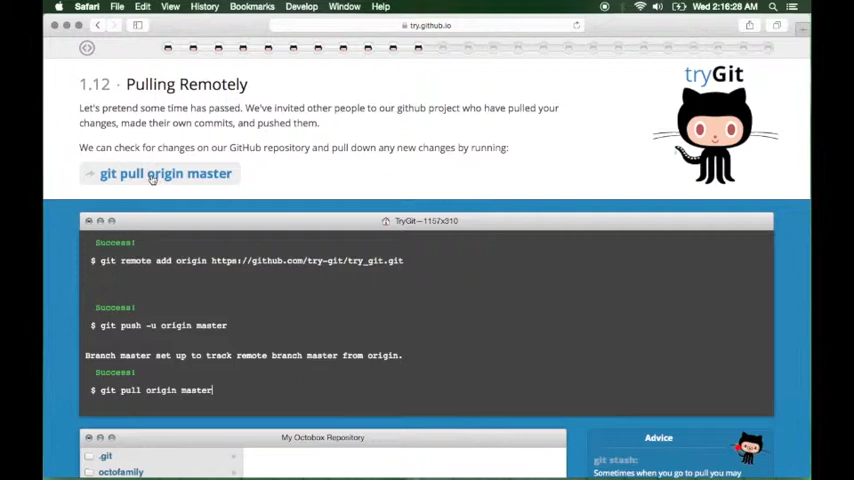 Safari File Edit View History Bookmarks Develop Window Help Wed 2:16:28 AM
try.github.io
1.12 · Pulling Remotely
tryGit
Let's pretend some time has passed. We've invited other people to our github project who have pulled your
changes, made their own commits, and pushed them.
We can check for changes on our GitHub repository and pull down any new changes by running:
git pull origin master
TryGit — 1157x310
Success!
$ git remote add origin https://github.com/try-git/try_git.git
Success!
$ git push -u origin master
Branch master set up to track remote branch master from origin.
Success!
$ git pull origin master
My Octobox Repository
Advice
.git
octofamily
git stash:
Sometimes when you go to pull you may